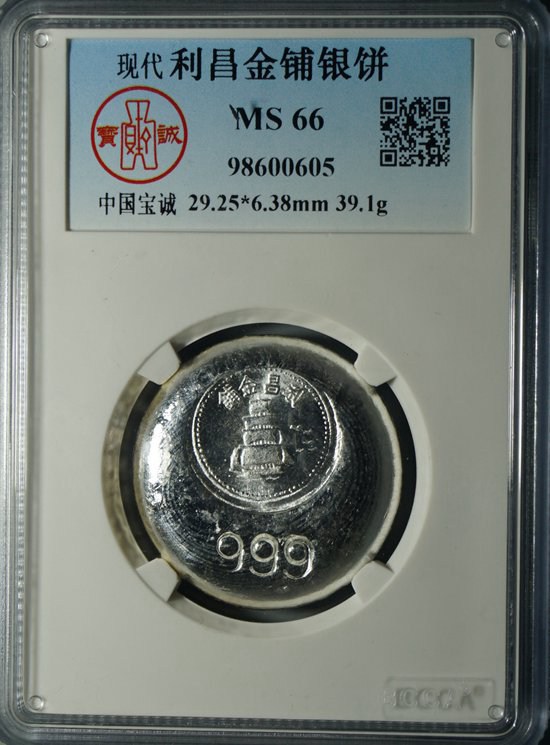 现代 利昌金铺银饼
MS 66
寶 財 誠
98600605
中国宝诚 29.25*6.38mm 39.1g
舖金昌利
999